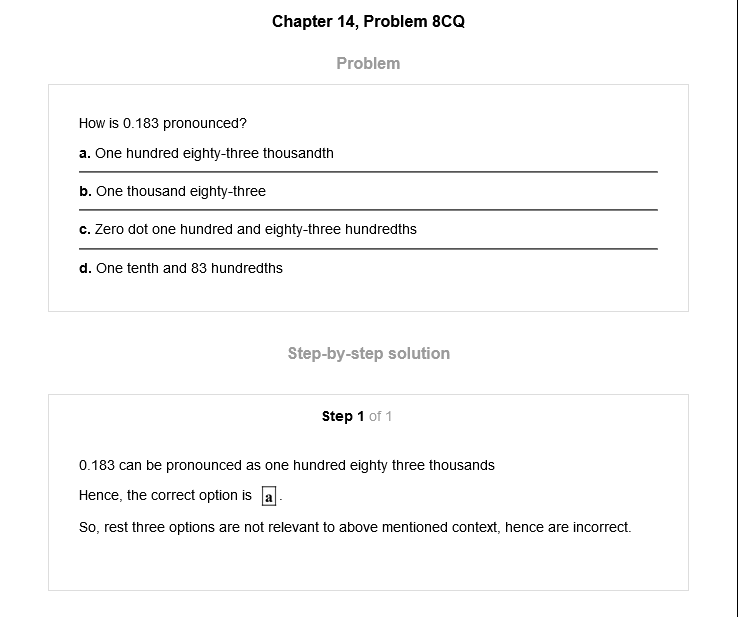 Chapter 14, Problem 8CQ
Problem
How is 0.183 pronounced?
a. One hundred eighty-three thousandth
b. One thousand eighty-three
c. Zero dot one hundred and eighty-three hundredths
d. One tenth and 83 hundredths
Step-by-step solution
Step 1 of 1
0.183 can be pronounced as one hundred eighty three thousands
Hence, the correct option is a.
So, rest three options are not relevant to above mentioned context, hence are incorrect.